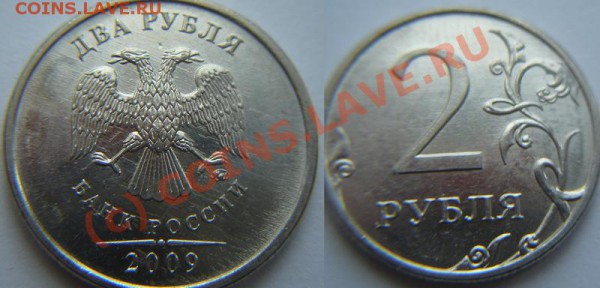 COINS.LAVE.RU
ДВА РУБЛЯ
БАНК РОССИИ
2009
2
РУБЛЯ
(c) COINS.LAVE.RU
COINS.LAVE.RU